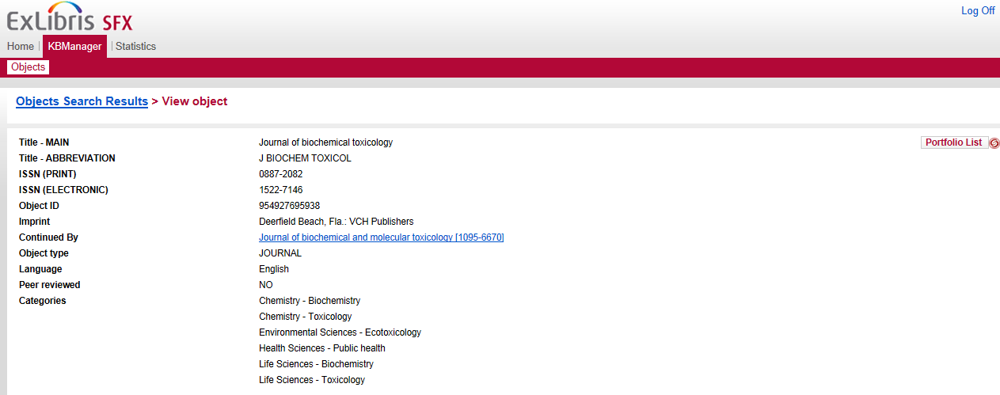 ExLibris SFX
Log Off
Home | KBManager | Statistics
Objects
Objects Search Results > View object
Title - MAIN Journal of biochemical toxicology Portfolio List
Title - ABBREVIATION J BIOCHEM TOXICOL
ISSN (PRINT) 0887-2082
ISSN (ELECTRONIC) 1522-7146
Object ID 954927695938
Imprint Deerfield Beach, Fla.: VCH Publishers
Continued By Journal of biochemical and molecular toxicology [1095-6670]
Object type JOURNAL
Language English
Peer reviewed NO
Categories Chemistry - Biochemistry
Chemistry - Toxicology
Environmental Sciences - Ecotoxicology
Health Sciences - Public health
Life Sciences - Biochemistry
Life Sciences - Toxicology